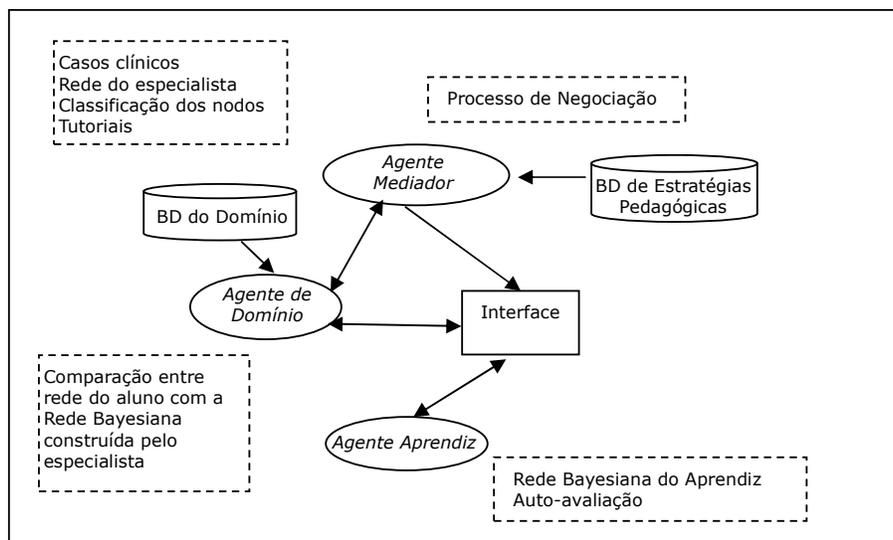 Casos clínicos
Rede do especialista
Classificação dos nodos
Tutoriais
Processo de Negociação
Agente
Mediador
BD de Estratégias
Pedagógicas
BD do Domínio
Agente de
Domínio
Interface
Comparação entre
rede do aluno com a
Rede Bayesiana
construída pelo
especialista
Agente Aprendiz
Rede Bayesiana do Aprendiz
Auto-avaliação